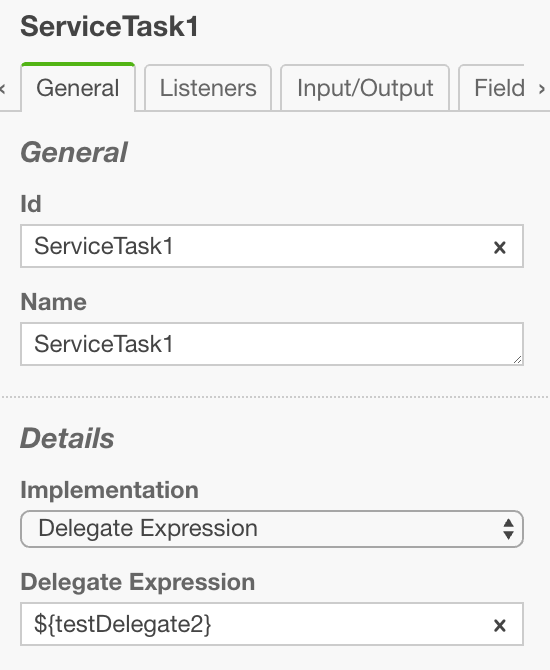 ServiceTask1
‹ General Listeners Input/Output Field ›
General
Id
ServiceTask1 ×
Name
ServiceTask1
Details
Implementation
Delegate Expression
Delegate Expression
${testDelegate2} ×